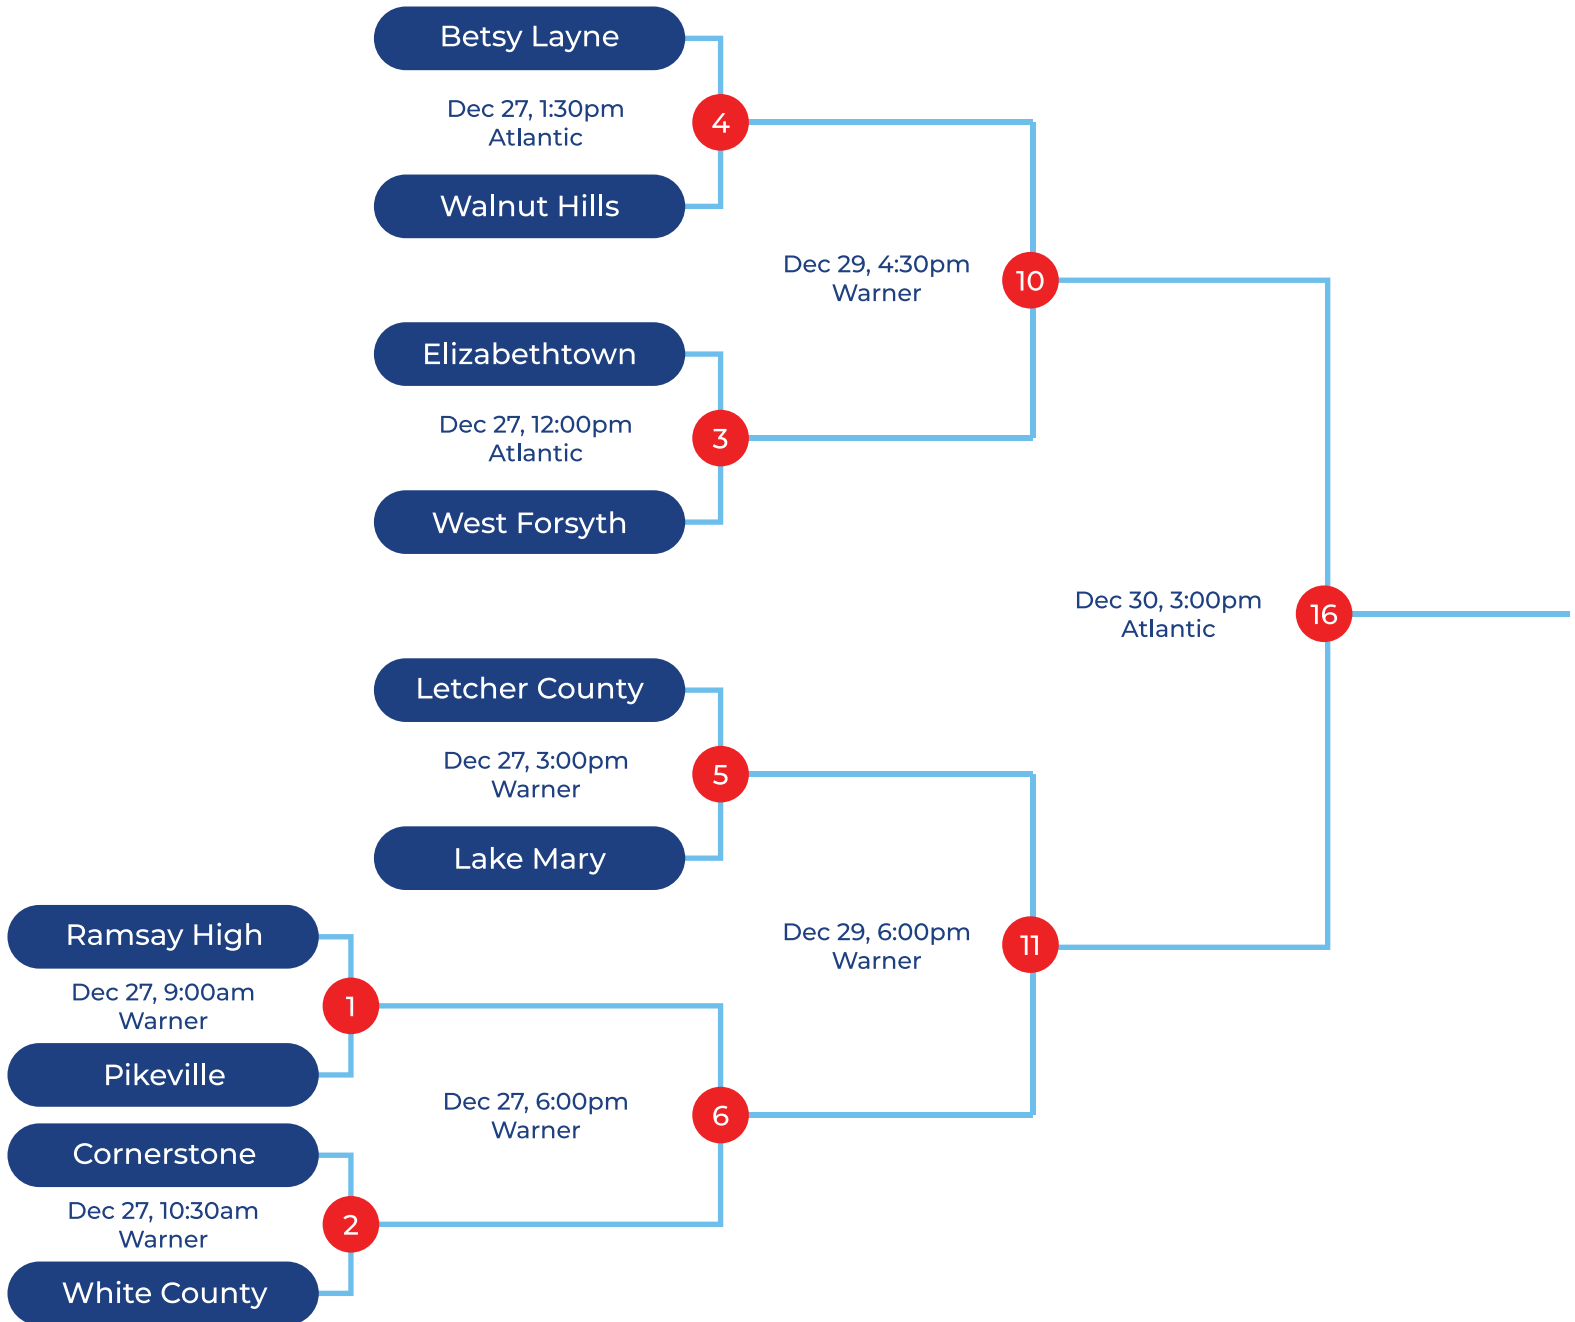 Betsy Layne
Dec 27, 1:30pm
Atlantic
4
Walnut Hills
Dec 29, 4:30pm
Warner
10
Elizabethtown
Dec 27, 12:00pm
Atlantic
3
West Forsyth
Dec 30, 3:00pm
Atlantic
16
Letcher County
Dec 27, 3:00pm
Warner
5
Lake Mary
Dec 29, 6:00pm
Warner
11
Ramsay High
Dec 27, 9:00am
Warner
1
Pikeville
Dec 27, 6:00pm
Warner
6
Cornerstone
Dec 27, 10:30am
Warner
2
White County